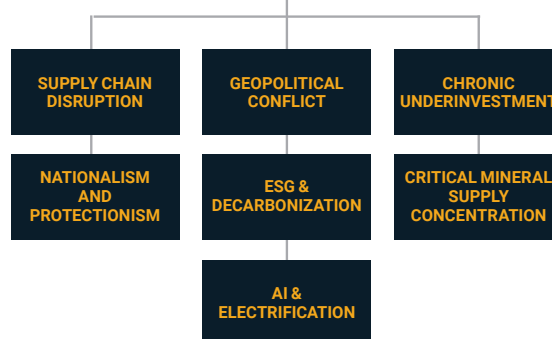 SUPPLY CHAIN
DISRUPTION
GEOPOLITICAL
CONFLICT
CHRONIC
UNDERINVESTMENT
NATIONALISM
AND
PROTECTIONISM
ESG &
DECARBONIZATION
CRITICAL MINERAL
SUPPLY
CONCENTRATION
AI &
ELECTRIFICATION